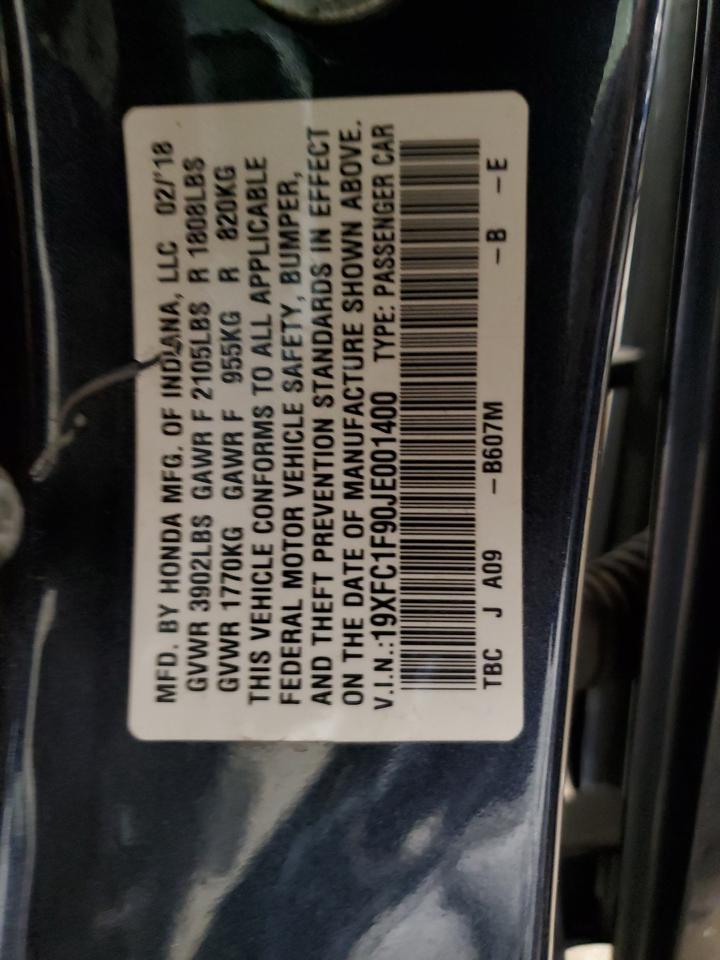 MFD. BY HONDA MFG. OF INDIANA, LLC 02/'18
GVWR 3902LBS GAWR F 2105LBS R 1808LBS
GVWR 1770KG GAWR F 955KG R 820KG
THIS VEHICLE CONFORMS TO ALL APPLICABLE
FEDERAL MOTOR VEHICLE SAFETY, BUMPER,
AND THEFT PREVENTION STANDARDS IN EFFECT
ON THE DATE OF MANUFACTURE SHOWN ABOVE.
V.I.N.:19XFC1F90JE001400 TYPE: PASSENGER CAR
TBC J A09 -B607M -B -E